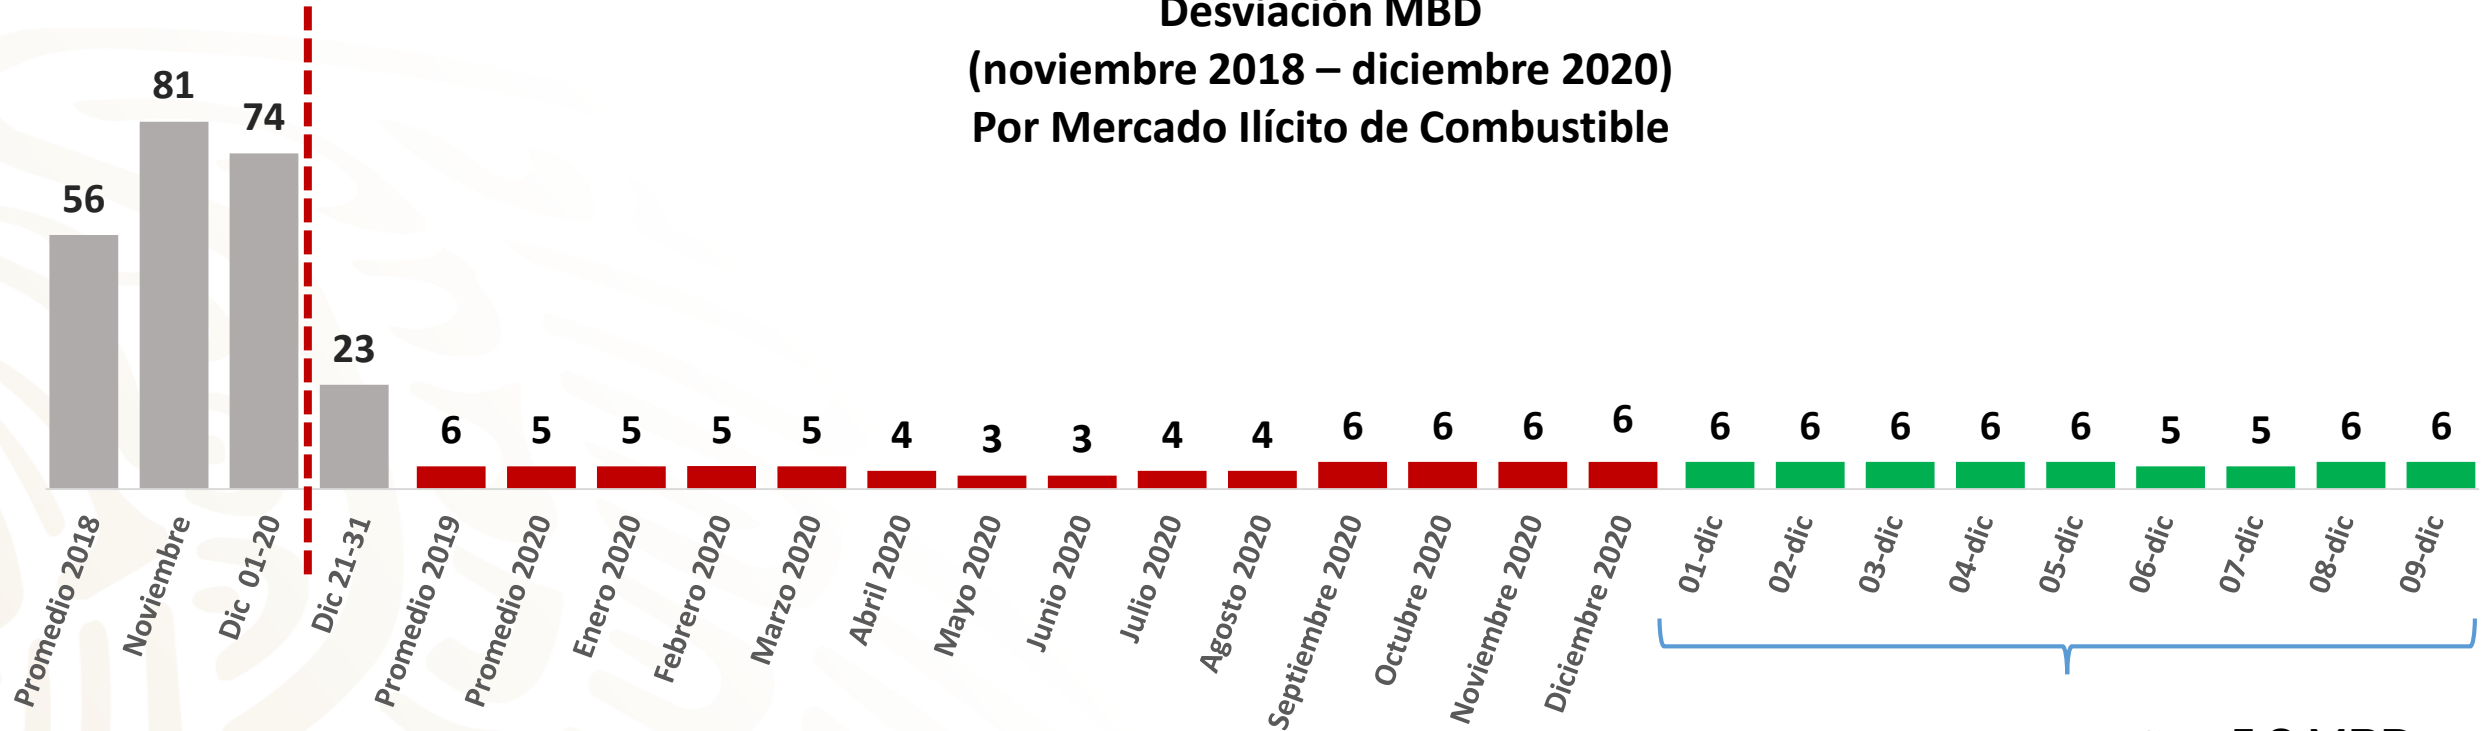 Desviación MBD
(noviembre 2018 – diciembre 2020)
Por Mercado Ilícito de Combustible
56
81
74
23
6
5
5
5
5
4
3
3
4
4
6
6
6
6
6
6
6
6
6
5
5
6
6
Promedio 2018
Noviembre
Dic 01-20
Dic 21-31
Promedio 2019
Promedio 2020
Enero 2020
Febrero 2020
Marzo 2020
Abril 2020
Mayo 2020
Junio 2020
Julio 2020
Agosto 2020
Septiembre 2020
Octubre 2020
Noviembre 2020
Diciembre 2020
01-dic
02-dic
03-dic
04-dic
05-dic
06-dic
07-dic
08-dic
09-dic
MBD